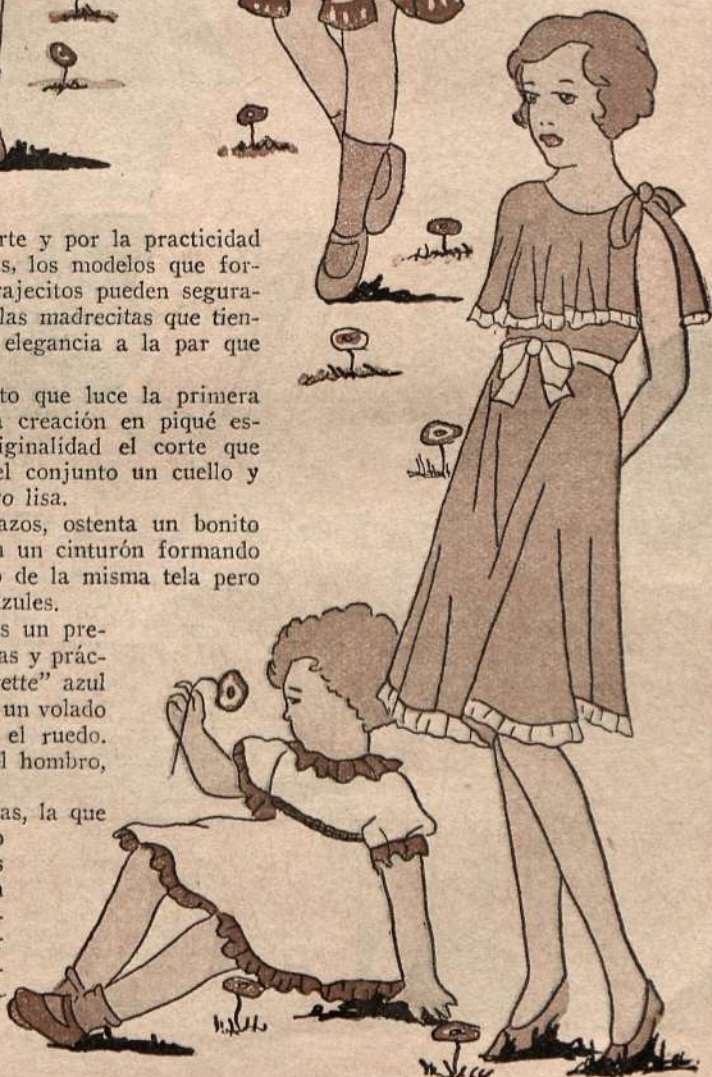 rte y por la practicidad
s, los modelos que for-
rajecitos pueden segura-
las madrecitas que tien-
elegancia a la par que
to que luce la primera
creación en piqué es-
iginalidad el corte que
el conjunto un cuello y
o lisa.
azos, ostenta un bonito
un cinturón formando
de la misma tela pero
zules.
s un pre-
as y prác-
ette” azul
un volado
el ruedo.
l hombro,
as, la que